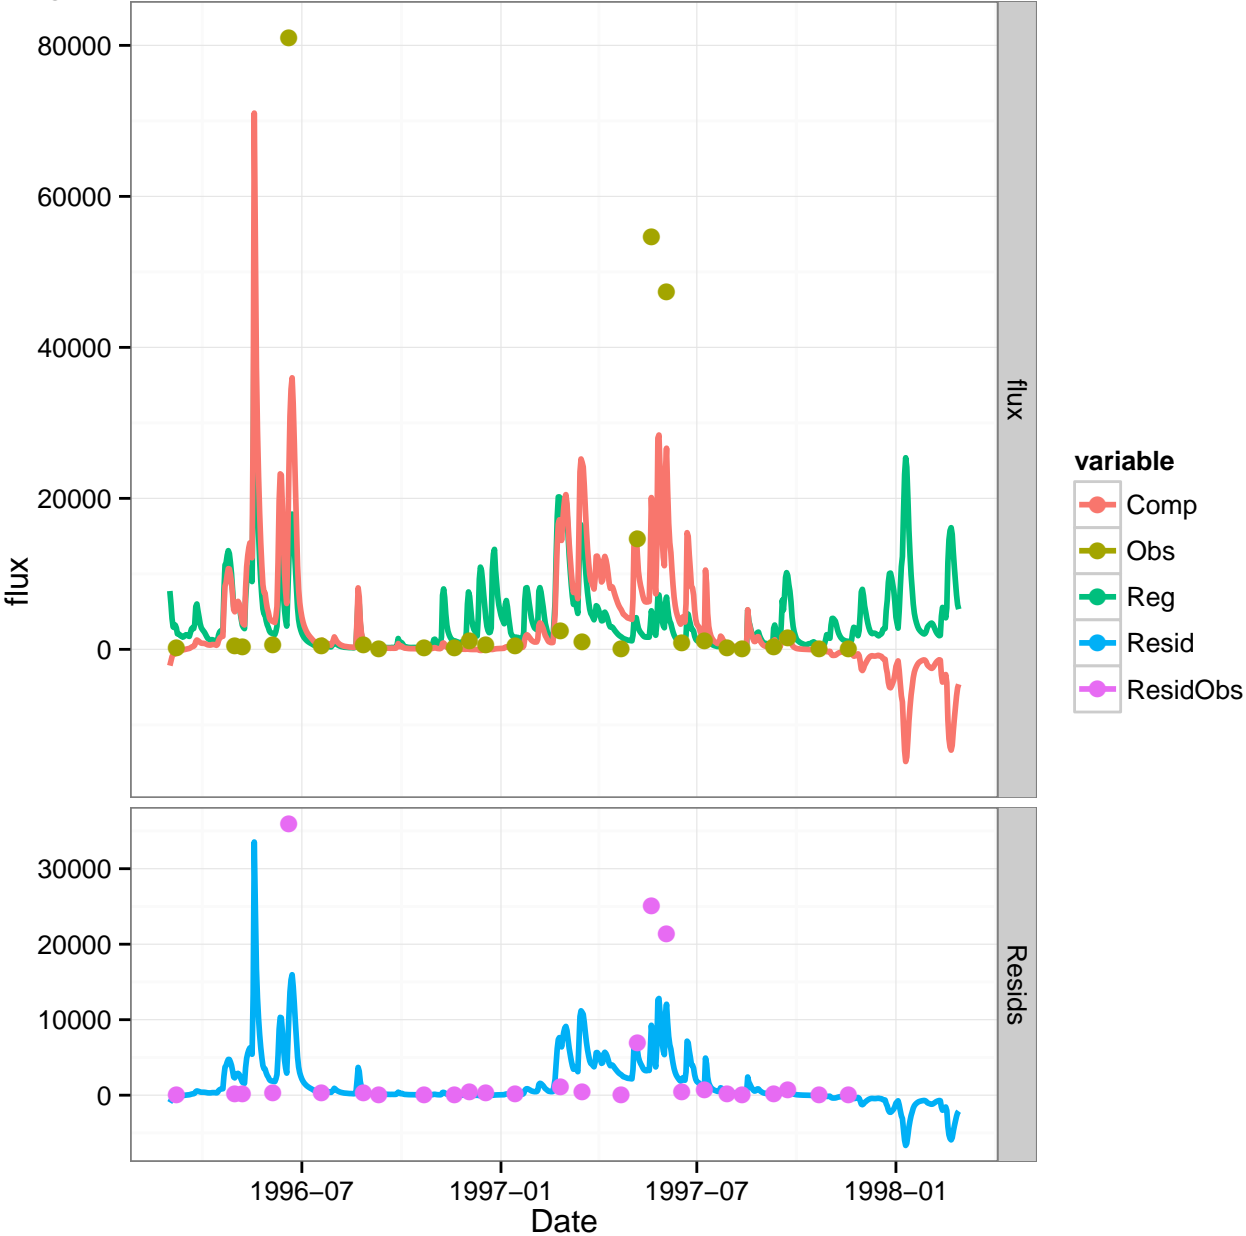 80000
60000
40000
20000
0
flux
flux
30000
20000
10000
0
Resids
1996−07
1997−01
1997−07
1998−01
Date
variable
Comp
Obs
Reg
Resid
ResidObs